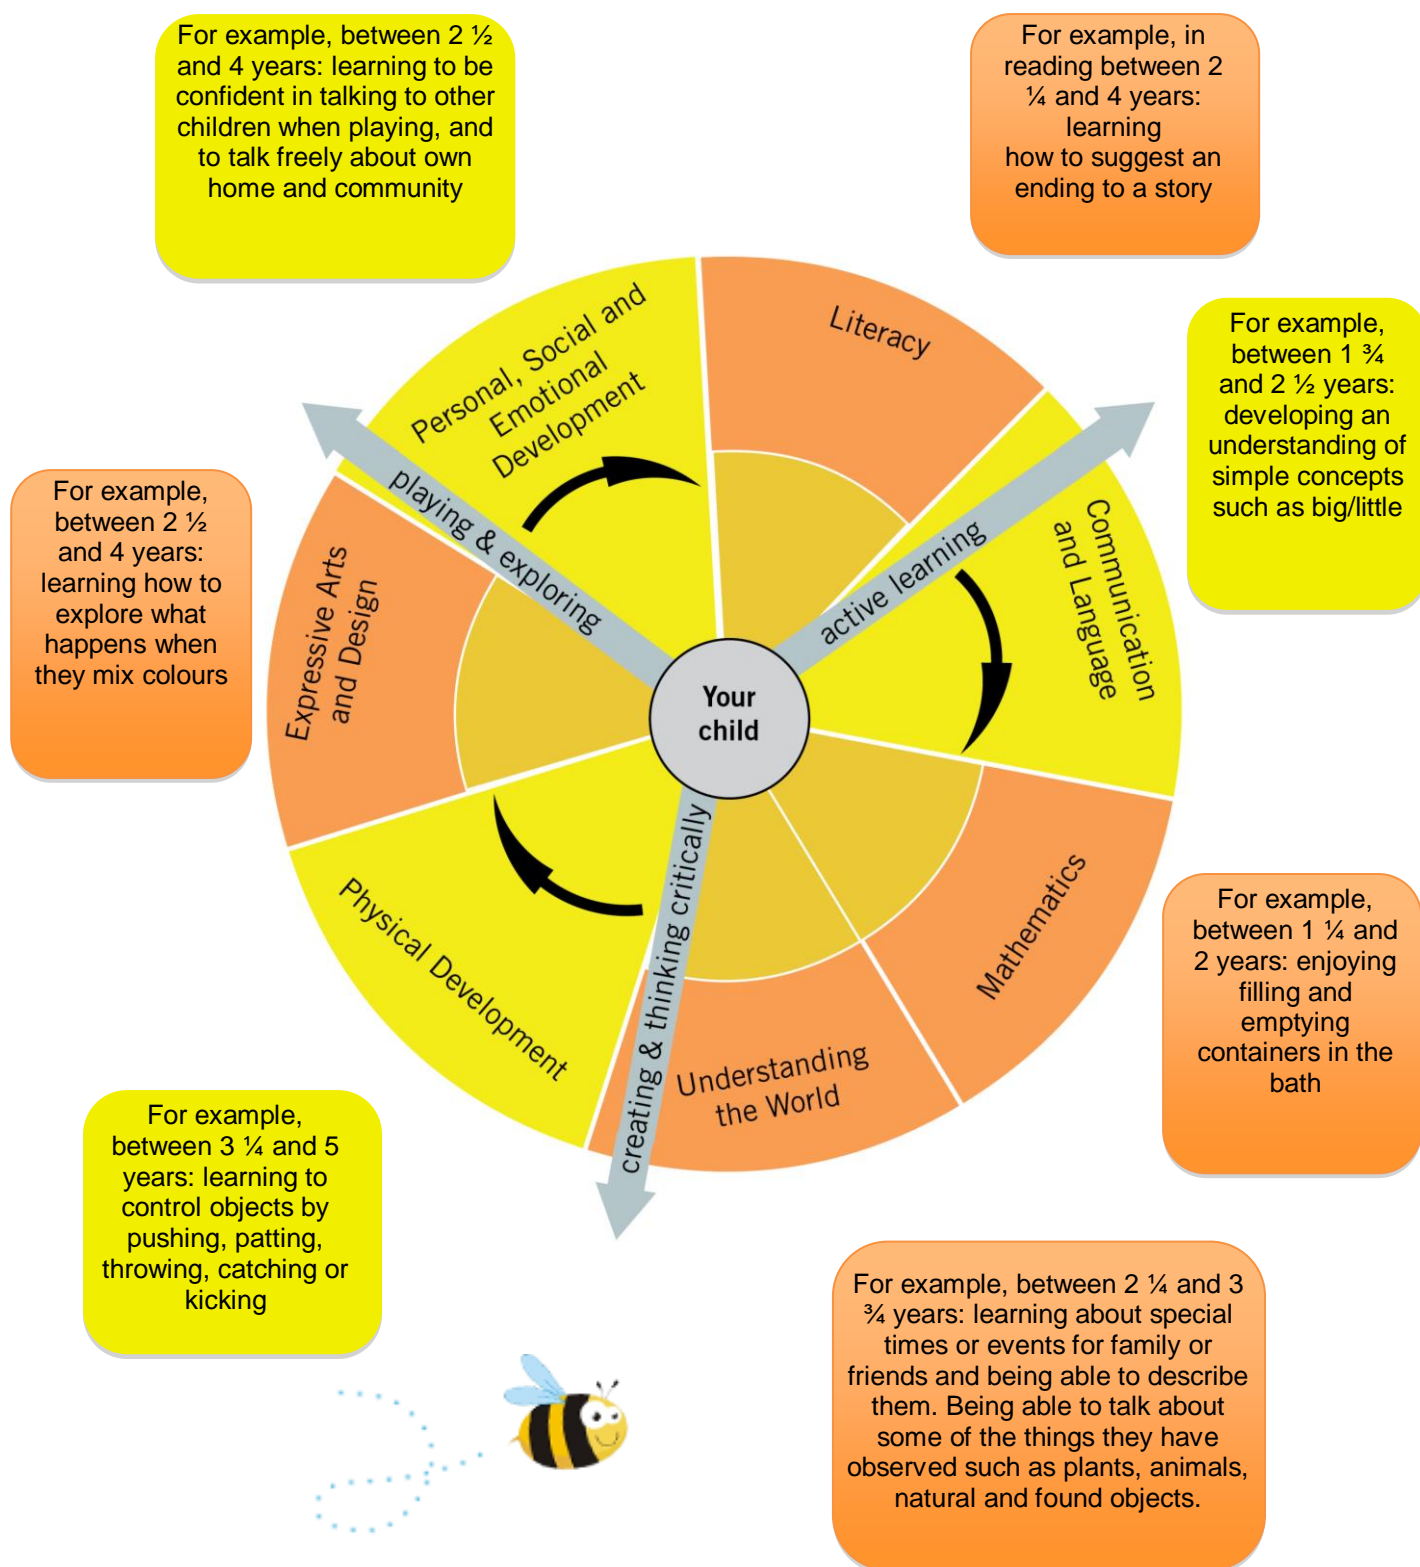 For example, between 2 ½
and 4 years: learning to be
confident in talking to other
children when playing, and
to talk freely about own
home and community
For example, in
reading between 2
¼ and 4 years:
learning
how to suggest an
ending to a story
For example,
between 1 ¾
and 2 ½ years:
developing an
understanding of
simple concepts
such as big/little
For example,
between 2 ½
and 4 years:
learning how to
explore what
happens when
they mix colours
Personal, Social and
Emotional
Development
Literacy
Communication
and Language
playing & exploring
active learning
Expressive Arts
and Design
Your
child
creating & thinking critically
Physical Development
Mathematics
Understanding
the World
For example,
between 1 ¼ and
2 years: enjoying
filling and
emptying
containers in the
bath
For example,
between 3 ¼ and 5
years: learning to
control objects by
pushing, patting,
throwing, catching or
kicking
For example, between 2 ¼ and 3
¾ years: learning about special
times or events for family or
friends and being able to describe
them. Being able to talk about
some of the things they have
observed such as plants, animals,
natural and found objects.